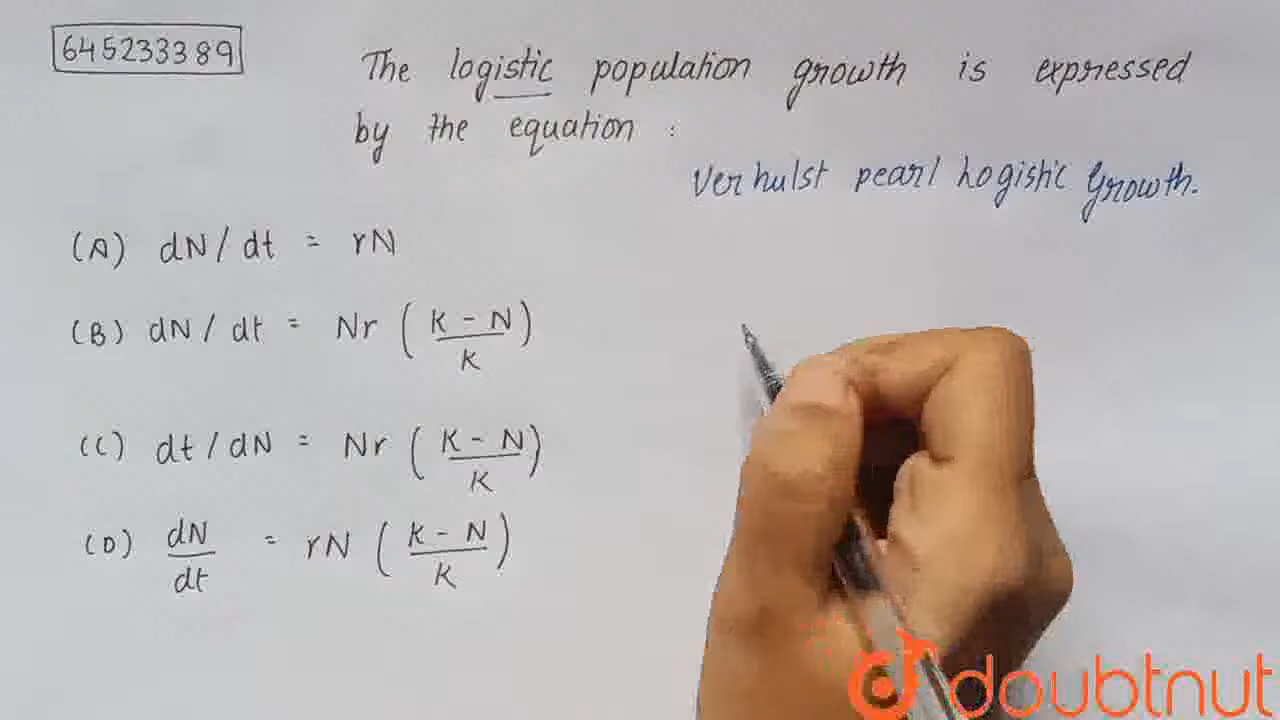 645233389
The logistic population growth is expressed
by the equation :
Verhulst pearl Logistic Growth.
(A) dN/dt = rN
(B) dN/dt = Nr (K - N / K)
(C) dt/dN = Nr (K - N / K)
(D) dN/dt = rN (K - N / K)
doubtnut